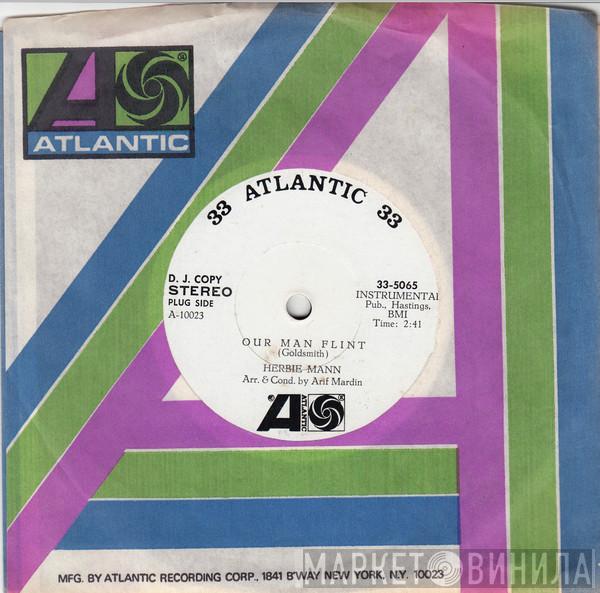 ATLANTIC
33 ATLANTIC 33
D. J. COPY
STEREO
PLUG SIDE
A-10023
33-5065
INSTRUMENTAL
Pub., Hastings,
BMI
Time: 2:41
OUR MAN FLINT
(Goldsmith)
HERBIE MANN
Arr. & Cond. by Arif Mardin
ATLANTIC
MFG. BY ATLANTIC RECORDING CORP., 1841 B'WAY NEW YORK, N.Y. 10023
МАРКЕТ ВИНИЛА